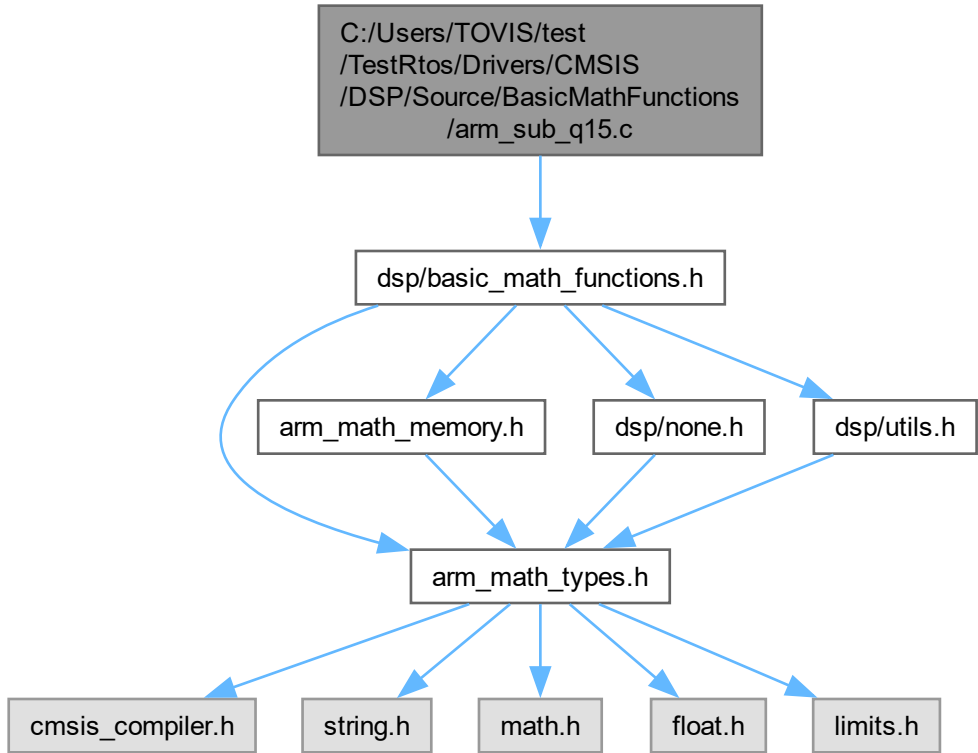 C:/Users/TOVIS/test
/TestRtos/Drivers/CMSIS
/DSP/Source/BasicMathFunctions
/arm_sub_q15.c
dsp/basic_math_functions.h
arm_math_memory.h
dsp/none.h
dsp/utils.h
arm_math_types.h
cmsis_compiler.h
string.h
math.h
float.h
limits.h